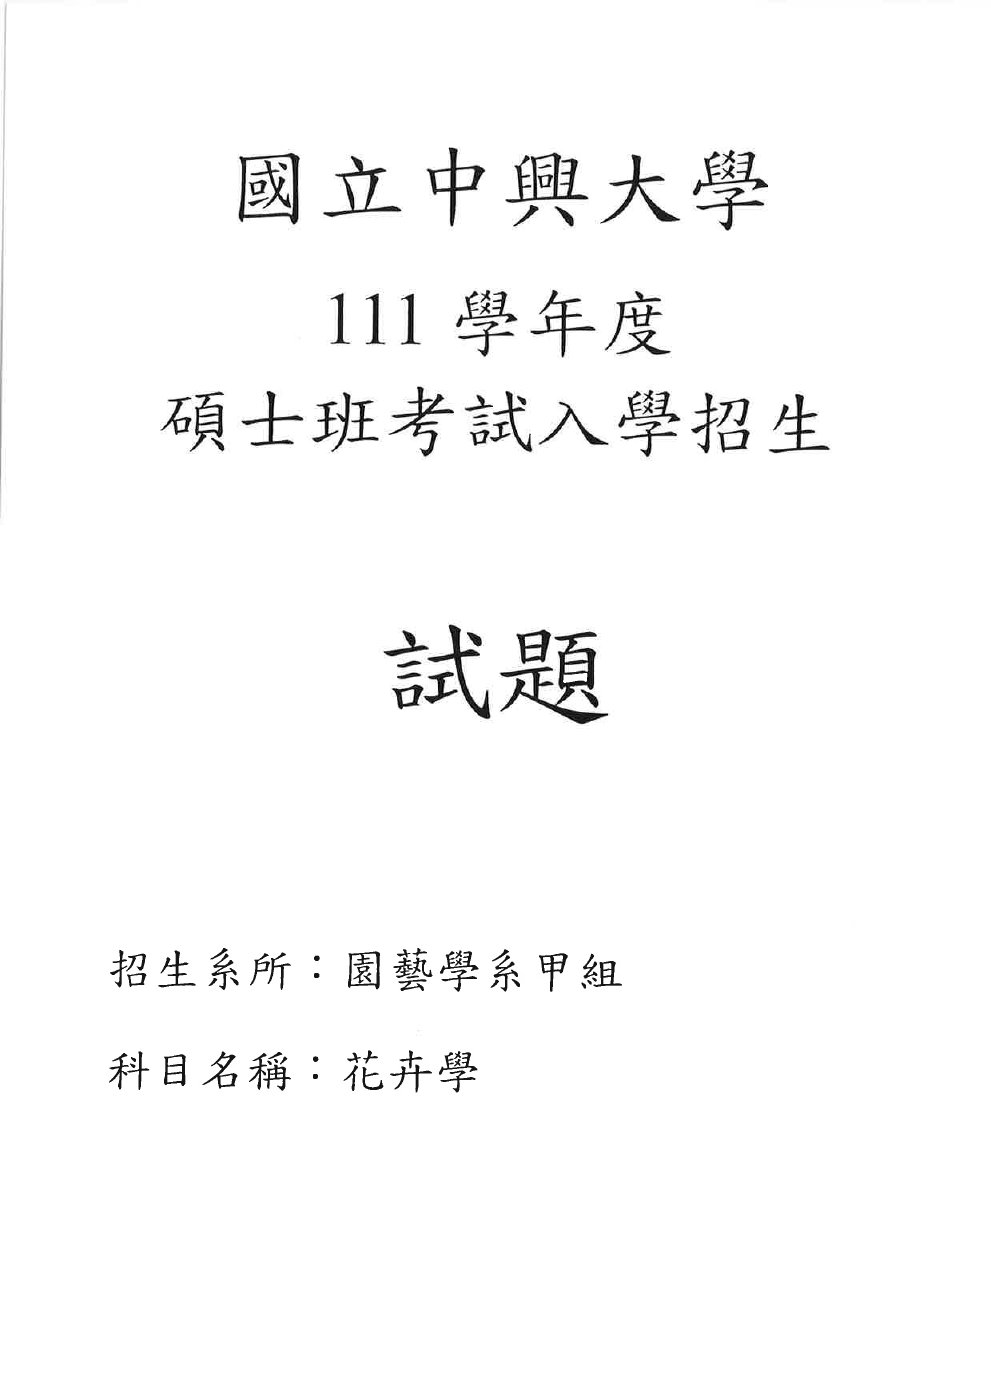 國立中興大學
111 學年度
碩士班考試入學招生
試題
招生系所：園藝學系甲組
科目名稱：花卉學